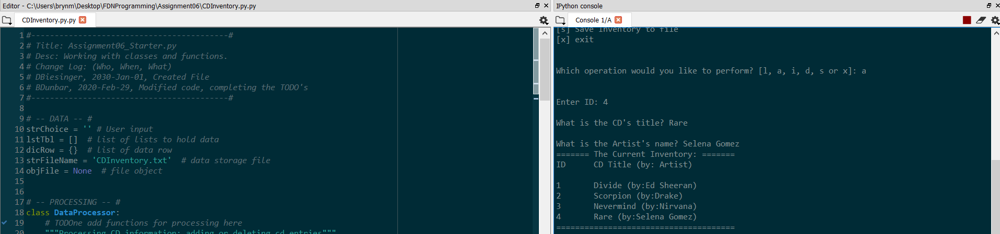 Editor - C:\Users\brynm\Desktop\FDNProgramming\Assignment06\CDInventory.py.py
CDInventory.py.py
1 #------------------------------------------#
2 # Title: Assignment06_Starter.py
3 # Desc: Working with classes and functions.
4 # Change Log: (Who, When, What)
5 # DBiesinger, 2030-Jan-01, Created File
6 # BDunbar, 2020-Feb-29, Modified code, completing the TODO's
7 #------------------------------------------#
8
9 # -- DATA -- #
10 strChoice = '' # User input
11 lstTbl = []  # list of lists to hold data
12 dicRow = {}  # list of data row
13 strFileName = 'CDInventory.txt'  # data storage file
14 objFile = None  # file object
15
16
17 # -- PROCESSING -- #
18 class DataProcessor:
19     # TODOne add functions for processing here
20     """Processing CD information: adding or deleting cd entries"""
IPython console
Console 1/A
[s] Save Inventory to file
[x] exit
Which operation would you like to perform? [l, a, i, d, s or x]: a
Enter ID: 4
What is the CD's title? Rare
What is the Artist's name? Selena Gomez
======= The Current Inventory: =======
ID      CD Title (by: Artist)
1       Divide (by:Ed Sheeran)
2       Scorpion (by:Drake)
3       Nevermind (by:Nirvana)
4       Rare (by:Selena Gomez)
======================================